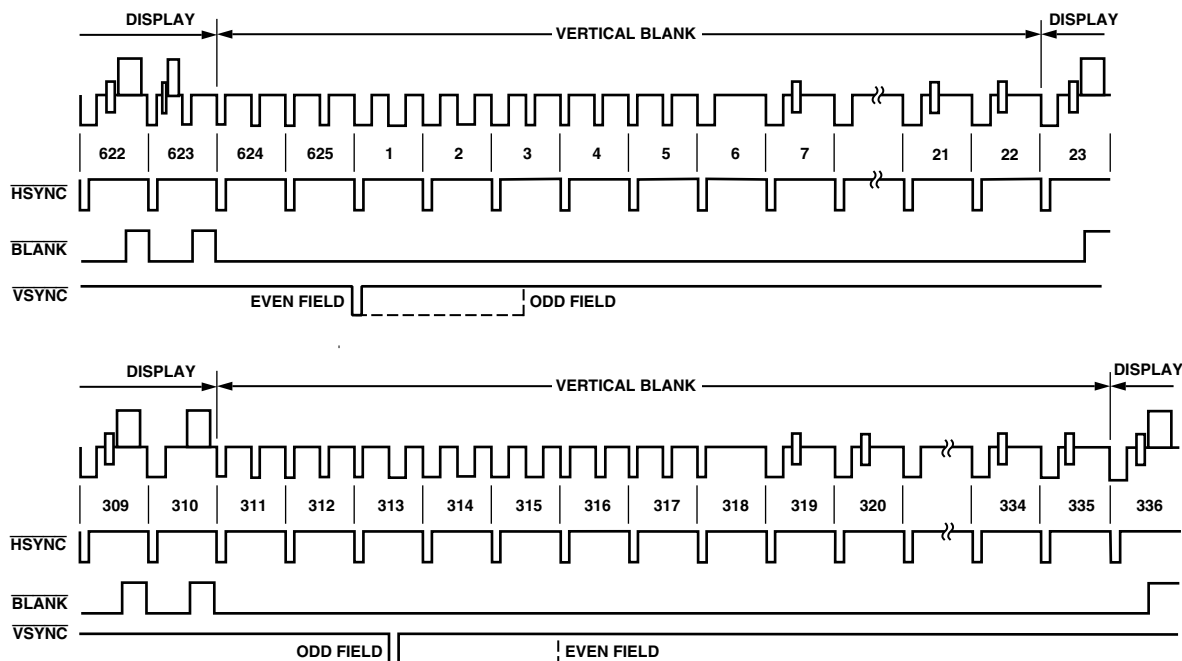 DISPLAY VERTICAL BLANK DISPLAY
622 623 624 625 1 2 3 4 5 6 7 21 22 23
HSYNC
BLANK
VSYNC
EVEN FIELD ODD FIELD
DISPLAY VERTICAL BLANK DISPLAY
309 310 311 312 313 314 315 316 317 318 319 320 334 335 336
HSYNC
BLANK
VSYNC
ODD FIELD EVEN FIELD